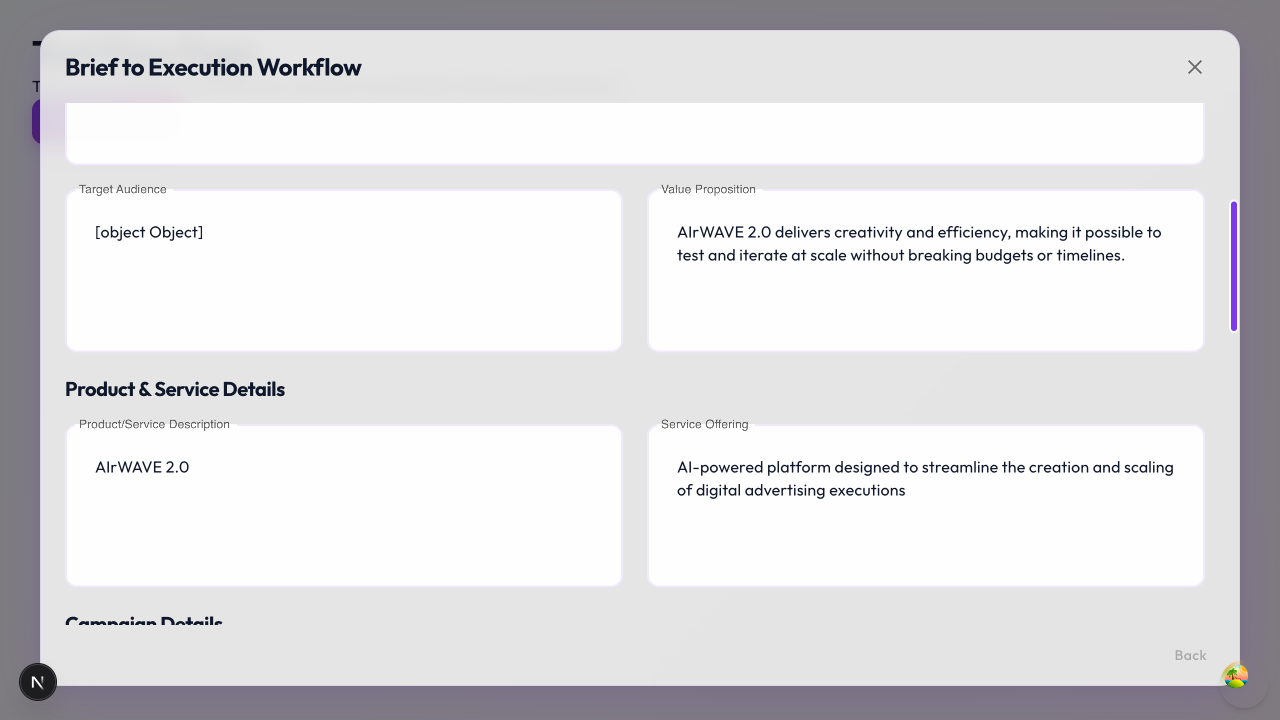 Brief to Execution Workflow
Target Audience
[object Object]
Value Proposition
AIrWAVE 2.0 delivers creativity and efficiency, making it possible to
test and iterate at scale without breaking budgets or timelines.
Product & Service Details
Product/Service Description
AIrWAVE 2.0
Service Offering
AI-powered platform designed to streamline the creation and scaling
of digital advertising executions
Campaign Details
Back
N